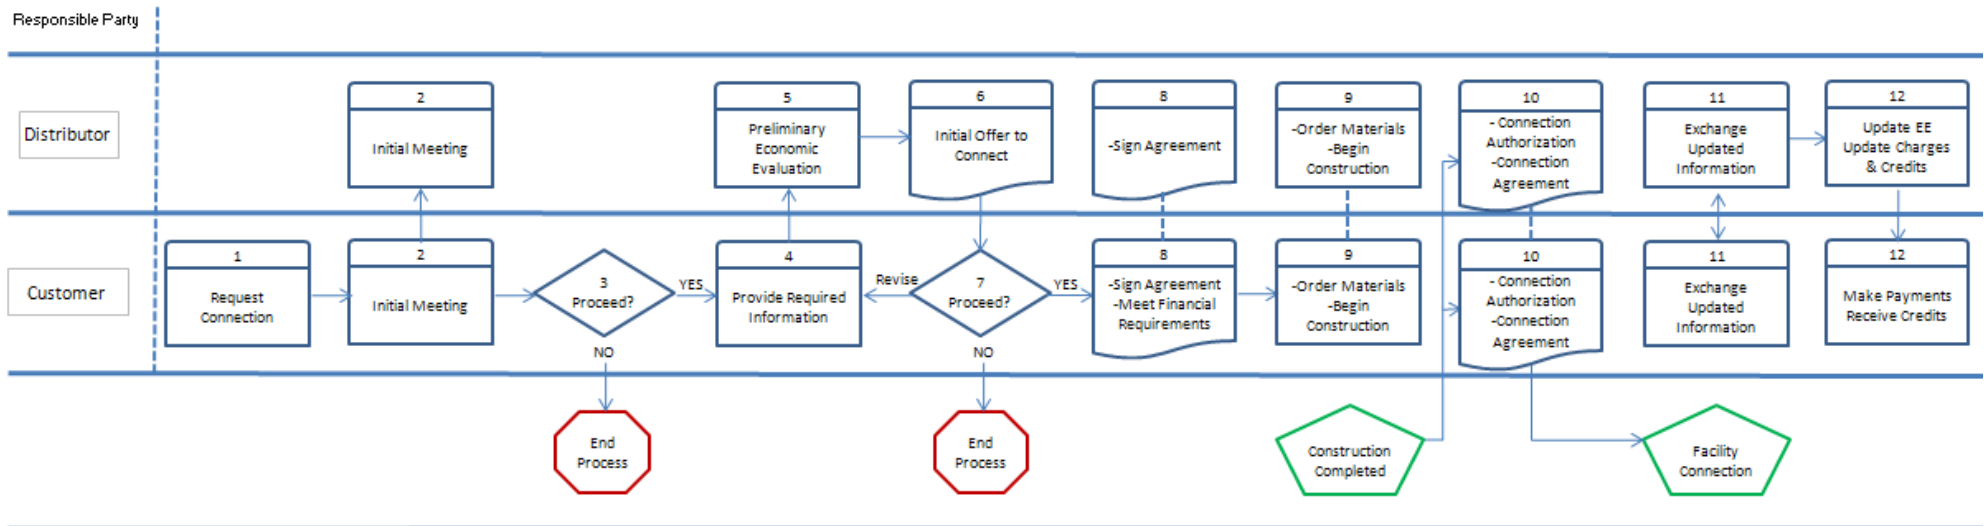 Responsible Party
Distributor
2
Initial Meeting
5
Preliminary
Economic
Evaluation
6
Initial Offer to
Connect
8
-Sign Agreement
9
-Order Materials
-Begin
Construction
10
- Connection
Authorization
-Connection
Agreement
11
Exchange
Updated
Information
12
Update EE
Update Charges
& Credits
Customer
1
Request
Connection
2
Initial Meeting
3
Proceed?
YES
NO
4
Provide Required
Information
Revise
7
Proceed?
YES
NO
8
-Sign Agreement
-Meet Financial
Requirements
9
-Order Materials
-Begin
Construction
10
- Connection
Authorization
-Connection
Agreement
11
Exchange
Updated
Information
12
Make Payments
Receive Credits
End
Process
End
Process
Construction
Completed
Facility
Connection